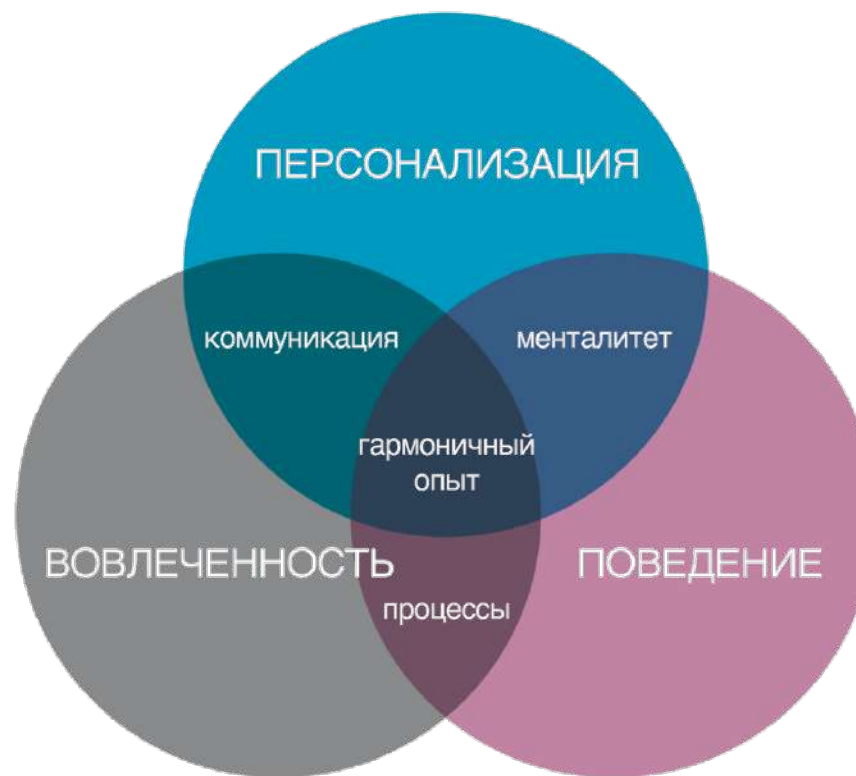 ПЕРСОНАЛИЗАЦИЯ
коммуникация
менталитет
гармоничный
опыт
ВОВЛЕЧЕННОСТЬ
ПОВЕДЕНИЕ
процессы